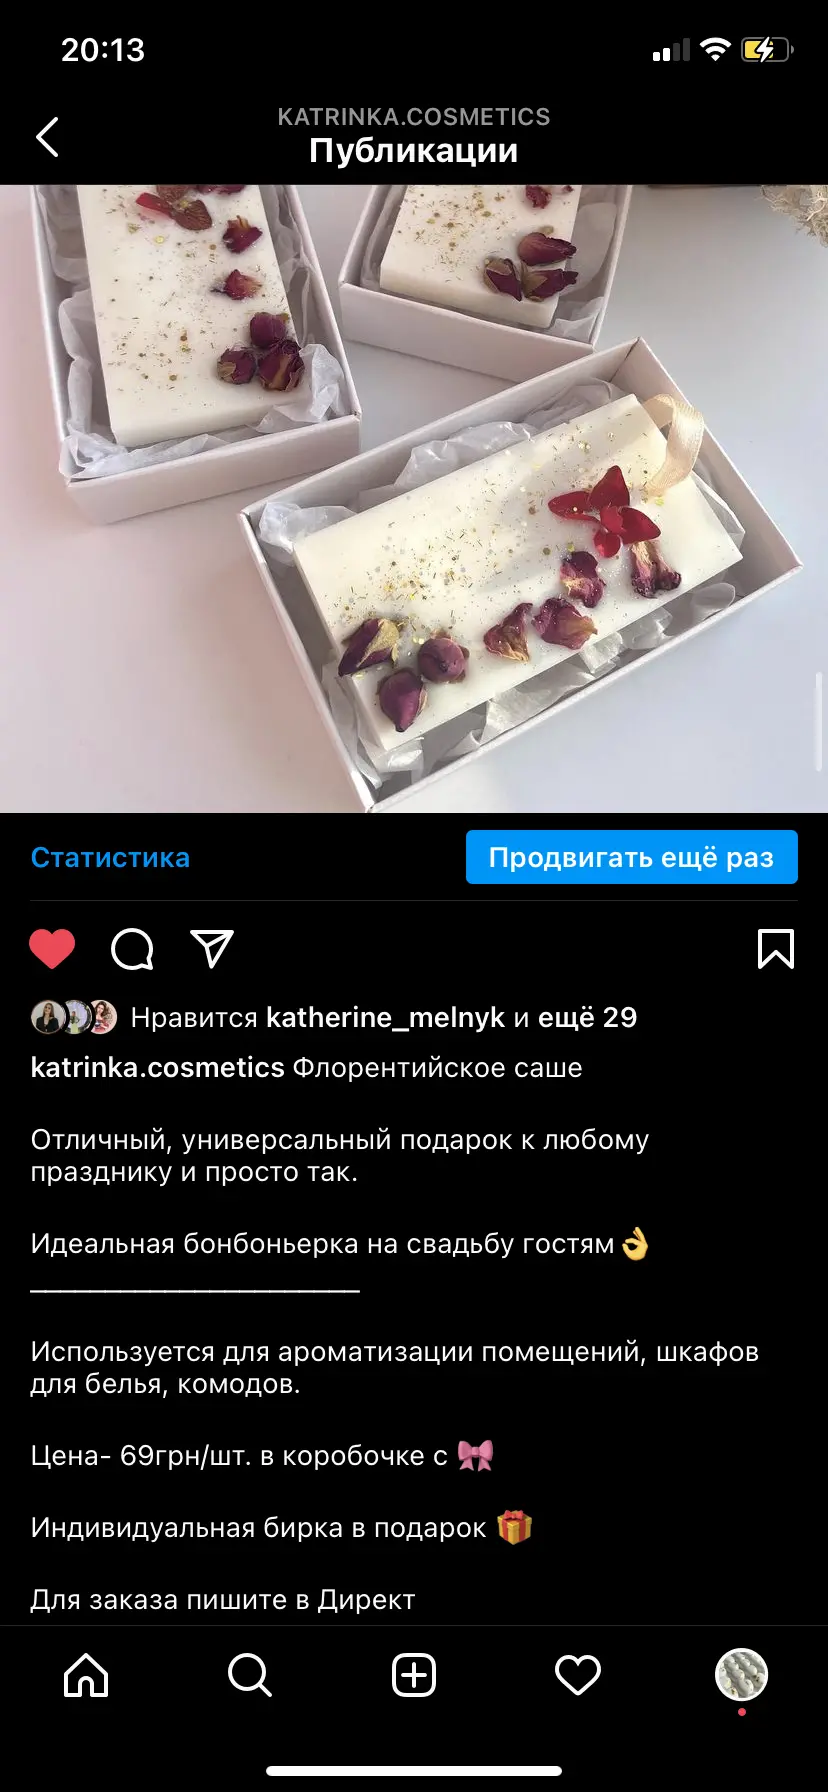 20:13
KATRINKA.COSMETICS
Публикации
Статистика
Продвигать ещё раз
Нравится katherine_melnyk и ещё 29
katrinka.cosmetics Флорентийское саше
Отличный, универсальный подарок к любому
празднику и просто так.
Идеальная бонбоньерка на свадьбу гостям👌
______________________
Используется для ароматизации помещений, шкафов
для белья, комодов.
Цена- 69грн/шт. в коробочке с 🎀
Индивидуальная бирка в подарок 🎁
Для заказа пишите в Директ